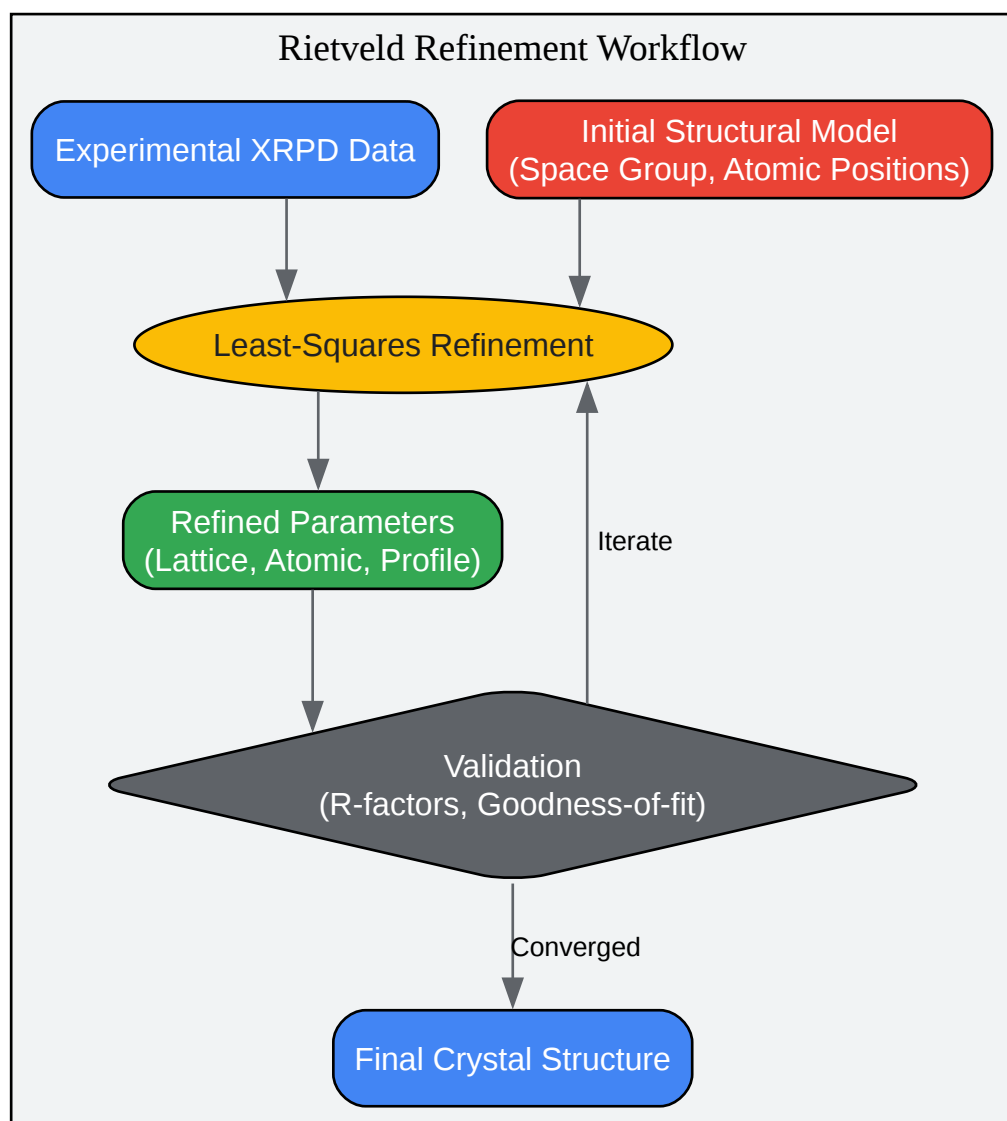 Rietveld Refinement Workflow
Experimental XRPD Data
Initial Structural Model
(Space Group, Atomic Positions)
Least-Squares Refinement
Refined Parameters
(Lattice, Atomic, Profile)
Iterate
Validation
(R-factors, Goodness-of-fit)
Converged
Final Crystal Structure